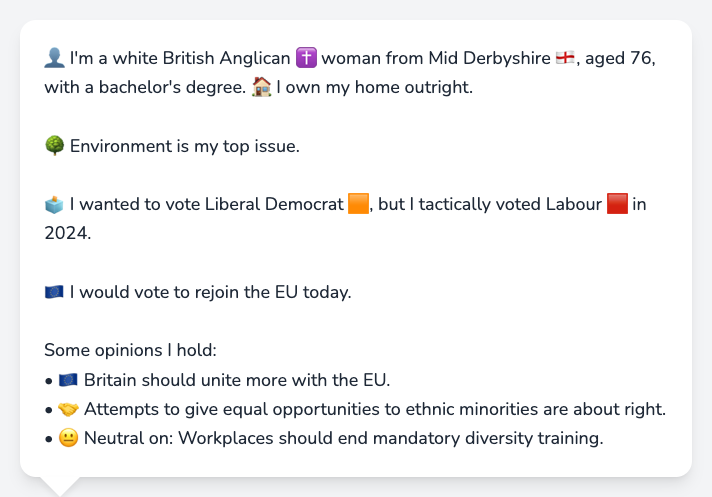 👤 I'm a white British Anglican ✝️ woman from Mid Derbyshire 🏴󠁧󠁢󠁥󠁮󠁧󠁿, aged 76,
with a bachelor's degree. 🏠 I own my home outright.
🌳 Environment is my top issue.
🗳️ I wanted to vote Liberal Democrat 🟧, but I tactically voted Labour 🟥 in
2024.
🇪🇺 I would vote to rejoin the EU today.
Some opinions I hold:
• 🇪🇺 Britain should unite more with the EU.
• 🤝 Attempts to give equal opportunities to ethnic minorities are about right.
• 😐 Neutral on: Workplaces should end mandatory diversity training.